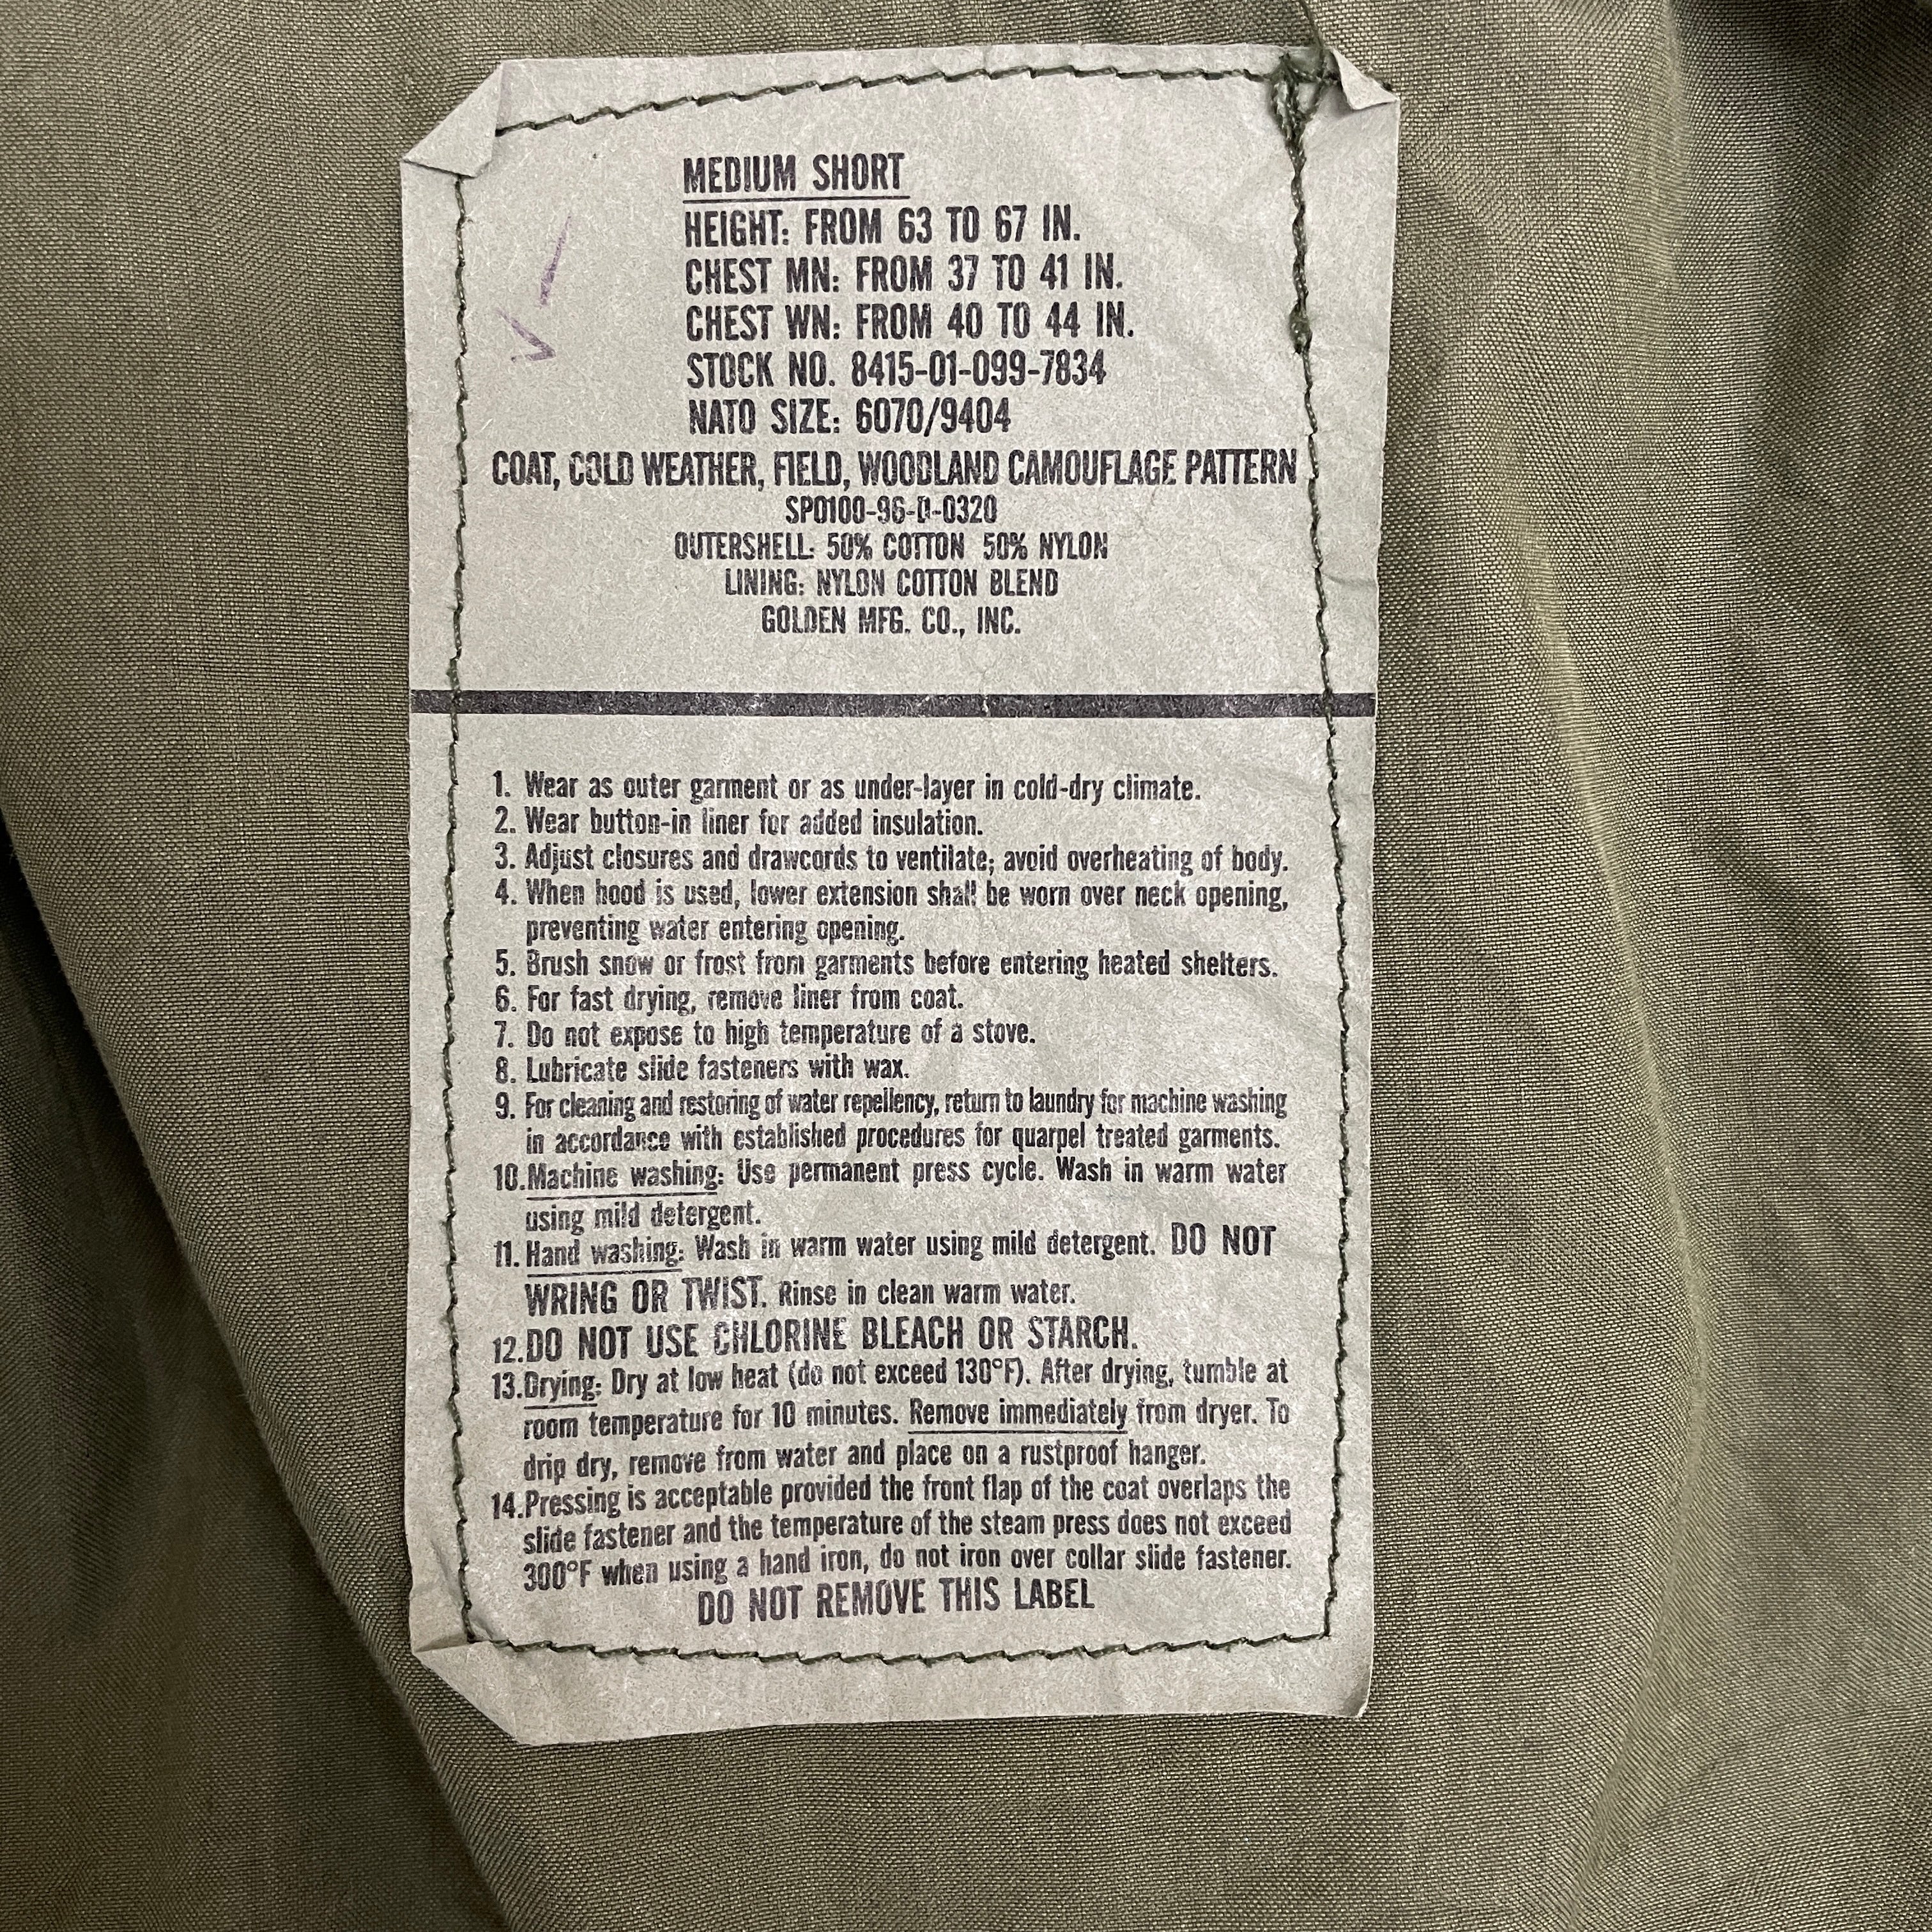 MEDIUM SHORT
HEIGHT: FROM 63 TO 67 IN.
CHEST MN: FROM 37 TO 41 IN.
CHEST WN: FROM 40 TO 44 IN.
STOCK NO. 8415-01-099-7834
NATO SIZE: 6070/9404
COAT, COLD WEATHER, FIELD, WOODLAND CAMOUFLAGE PATTERN
SP0100-96-D-0320
OUTERSHELL: 50% COTTON 50% NYLON
LINING: NYLON COTTON BLEND
GOLDEN MFG. CO., INC.
1. Wear as outer garment or as under-layer in cold-dry climate.
2. Wear button-in liner for added insulation.
3. Adjust closures and drawcords to ventilate; avoid overheating of body.
4. When hood is used, lower extension shall be worn over neck opening,
preventing water entering opening.
5. Brush snow or frost from garments before entering heated shelters.
6. For fast drying, remove liner from coat.
7. Do not expose to high temperature of a stove.
8. Lubricate slide fasteners with wax.
9. For cleaning and restoring of water repellency, return to laundry for machine washing
in accordance with established procedures for quarpel treated garments.
10. Machine washing: Use permanent press cycle. Wash in warm water
using mild detergent.
11. Hand washing: Wash in warm water using mild detergent. DO NOT
WRING OR TWIST. Rinse in clean warm water.
12. DO NOT USE CHLORINE BLEACH OR STARCH.
13. Drying: Dry at low heat (do not exceed 130°F). After drying, tumble at
room temperature for 10 minutes. Remove immediately from dryer. To
drip dry, remove from water and place on a rustproof hanger.
14. Pressing is acceptable provided the front flap of the coat overlaps the
slide fastener and the temperature of the steam press does not exceed
300°F when using a hand iron, do not iron over collar slide fastener.
DO NOT REMOVE THIS LABEL